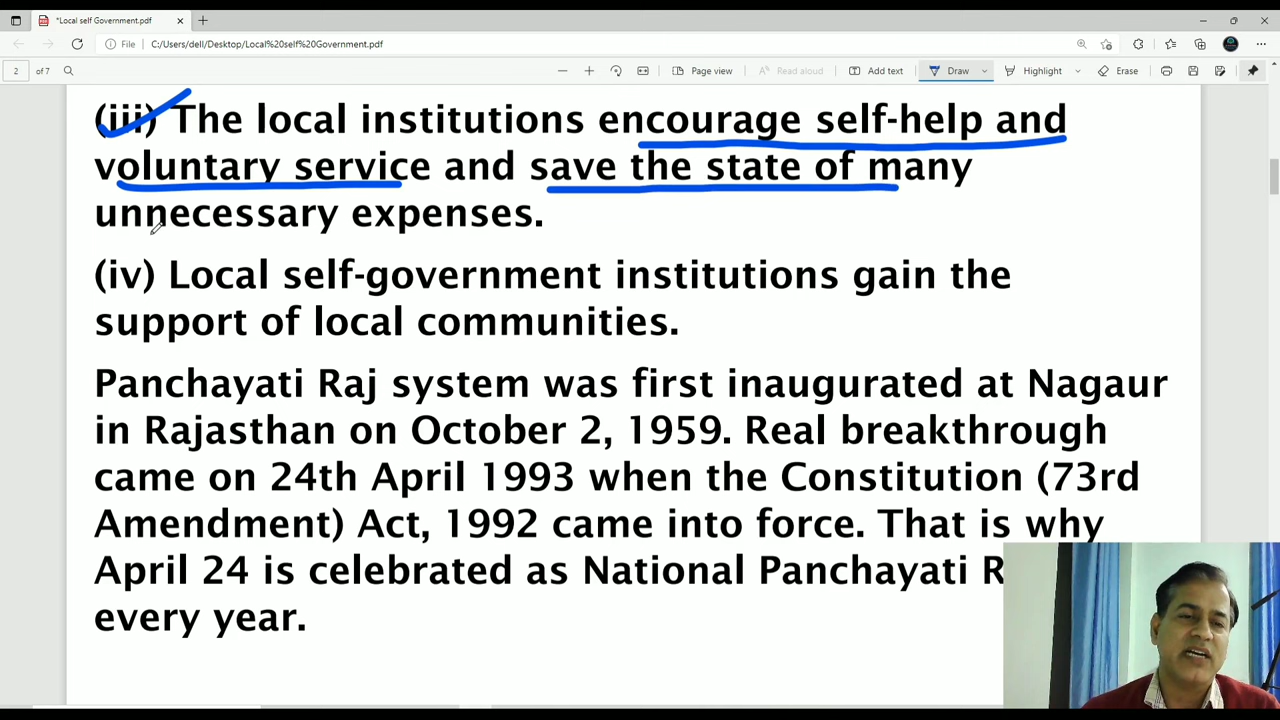 *Local self Government.pdf
File C:/Users/dell/Desktop/Local%20self%20Government.pdf
2 of 7 Page view Read aloud Add text Draw Highlight Erase
(iii) The local institutions encourage self-help and
voluntary service and save the state of many
unnecessary expenses.
(iv) Local self-government institutions gain the
support of local communities.
Panchayati Raj system was first inaugurated at Nagaur
in Rajasthan on October 2, 1959. Real breakthrough
came on 24th April 1993 when the Constitution (73rd
Amendment) Act, 1992 came into force. That is why
April 24 is celebrated as National Panchayati R
every year.